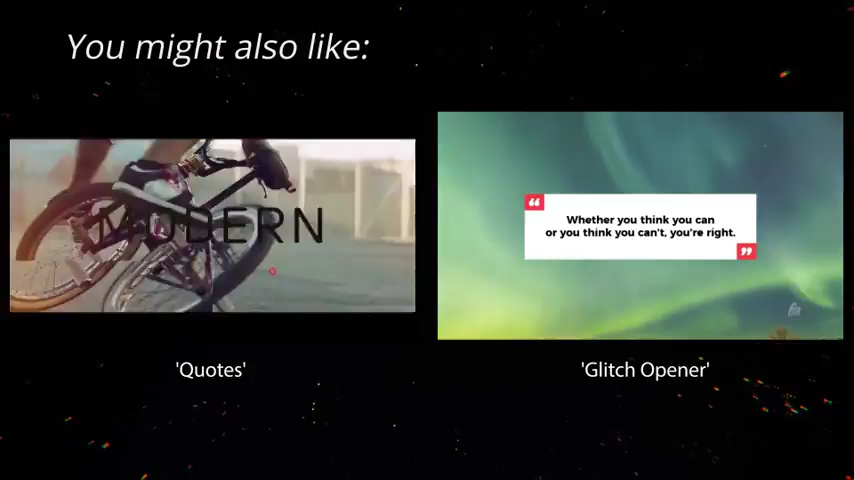 You might also like:
MODERN
“
Whether you think you can
or you think you can't, you're right.
”
'Quotes'
'Glitch Opener'